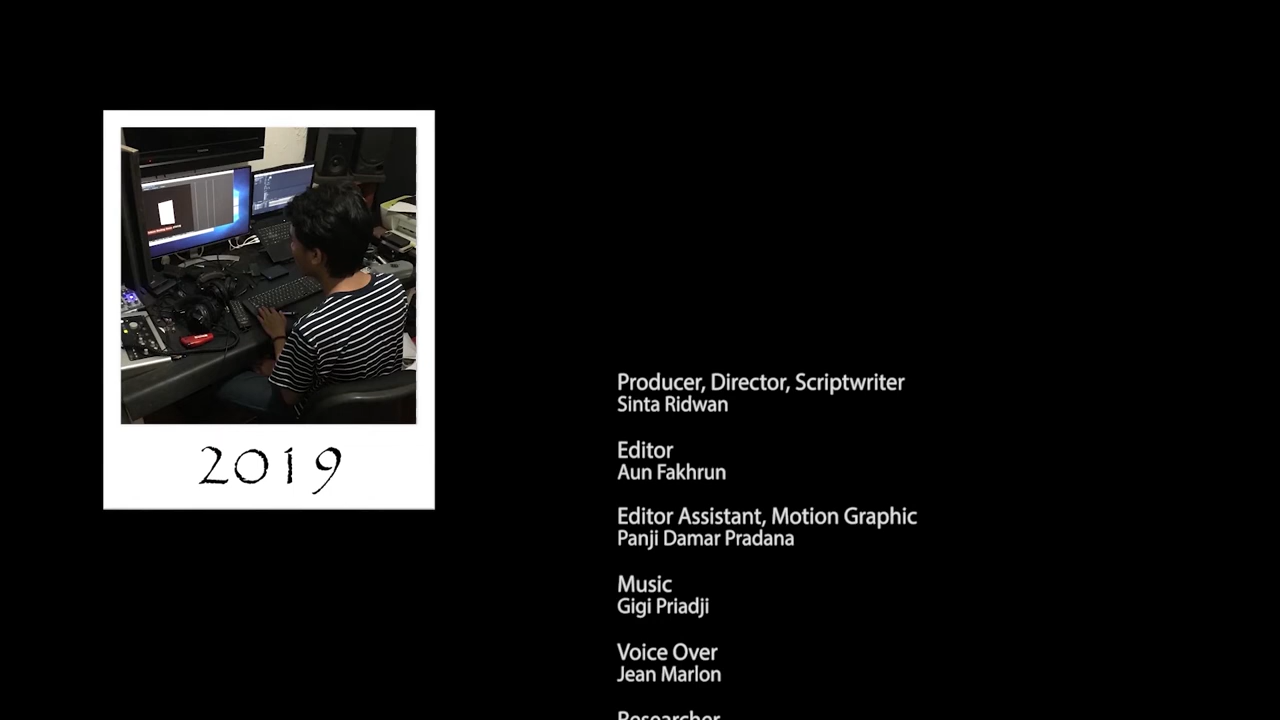 2019
Producer, Director, Scriptwriter
Sinta Ridwan
Editor
Aun Fakhrun
Editor Assistant, Motion Graphic
Panji Damar Pradana
Music
Gigi Priadji
Voice Over
Jean Marlon
Researcher